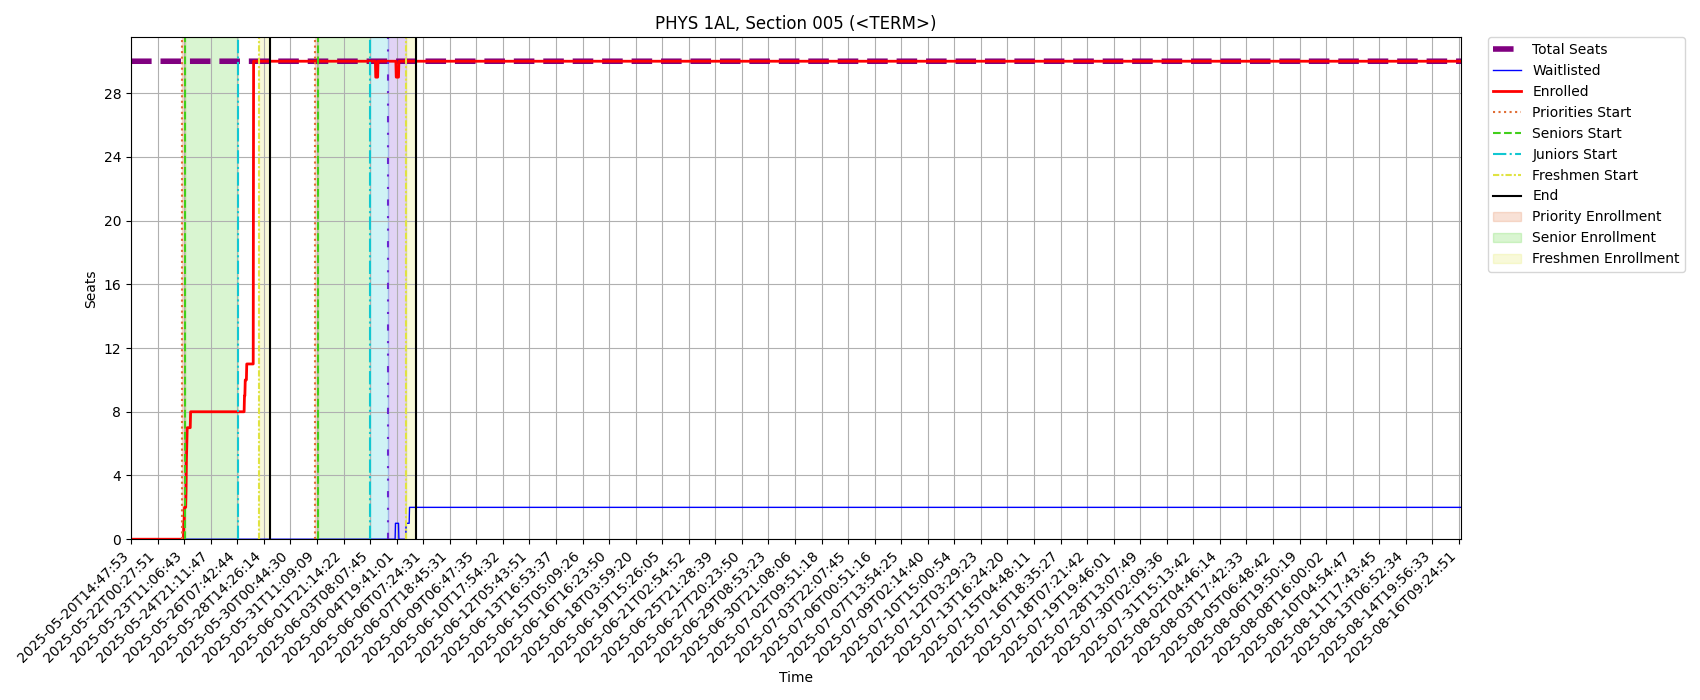 PHYS 1AL, Section 005 (<TERM>)
Total Seats
Waitlisted
Enrolled
Priorities Start
Seniors Start
Juniors Start
Freshmen Start
End
Priority Enrollment
Senior Enrollment
Freshmen Enrollment
Seats
28
24
20
16
12
8
4
0
2025-05-20T14:47:53
2025-05-22T00:27:51
2025-05-23T11:06:43
2025-05-24T21:11:47
2025-05-26T07:42:44
2025-05-28T14:26:14
2025-05-30T00:44:30
2025-05-31T11:09:09
2025-06-01T21:14:22
2025-06-03T08:07:45
2025-06-04T19:41:01
2025-06-06T07:24:31
2025-06-07T18:45:31
2025-06-09T06:47:35
2025-06-10T17:54:32
2025-06-12T05:43:51
2025-06-13T16:53:37
2025-06-15T05:09:26
2025-06-16T16:23:50
2025-06-18T03:59:20
2025-06-19T15:26:05
2025-06-21T02:54:52
2025-06-25T21:28:39
2025-06-27T20:23:50
2025-06-29T08:53:23
2025-06-30T21:08:06
2025-07-02T09:51:18
2025-07-03T22:07:45
2025-07-06T00:51:16
2025-07-07T13:54:25
2025-07-09T02:14:40
2025-07-10T15:00:54
2025-07-12T03:29:23
2025-07-13T16:24:20
2025-07-15T04:48:11
2025-07-16T18:35:27
2025-07-18T07:21:42
2025-07-19T19:46:01
2025-07-28T13:07:49
2025-07-30T02:09:36
2025-07-31T15:13:42
2025-08-02T04:46:14
2025-08-03T17:42:33
2025-08-05T06:48:42
2025-08-06T19:50:19
2025-08-08T16:00:02
2025-08-10T04:54:47
2025-08-11T17:43:45
2025-08-13T06:52:34
2025-08-14T19:56:33
2025-08-16T09:24:51
Time